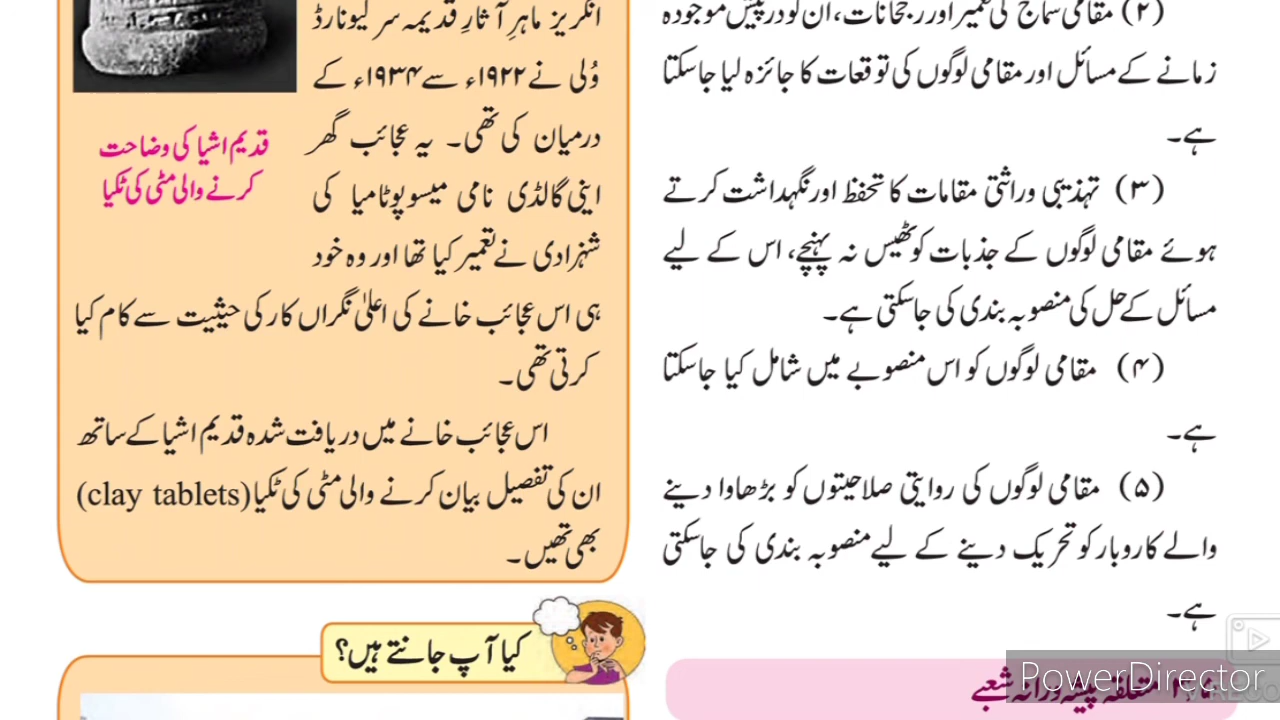 (۲) مقامی سماج کی تعمیر اور رجحانات، ان کو درپیش موجودہ
زمانے کے مسائل اور مقامی لوگوں کی توقعات کا جائزہ لیا جاسکتا
ہے۔
(۳) تہذیبی وراثتی مقامات کا تحفظ اور نگہداشت کرتے
ہوئے مقامی لوگوں کے جذبات کو ٹھیس نہ پہنچے، اس کے لیے
مسائل کے حل کی منصوبہ بندی کی جاسکتی ہے۔
(۴) مقامی لوگوں کو اس منصوبے میں شامل کیا جاسکتا
ہے۔
(۵) مقامی لوگوں کی روایتی صلاحیتوں کو بڑھاوا دینے
والے کاروبار کو تحریک دینے کے لیے منصوبہ بندی کی جاسکتی
ہے۔
متعلقہ پیشہ ورانہ شعبے
انگریز ماہرِ آثارِ قدیمہ سر لیونارڈ
وُلی نے ۱۹۲۲ء سے ۱۹۳۴ء کے
درمیان کی تھی۔ یہ عجائب گھر
اینی گالڈی نامی میسوپوٹامیا کی
شہزادی نے تعمیر کیا تھا اور وہ خود
ہی اس عجائب خانے کی اعلیٰ نگراں کار کی حیثیت سے کام کیا
کرتی تھی۔
اس عجائب خانے میں دریافت شدہ قدیم اشیا کے ساتھ
ان کی تفصیل بیان کرنے والی مٹی کی ٹکیا (clay tablets)
بھی تھیں۔
قدیم اشیا کی وضاحت
کرنے والی مٹی کی ٹکیا
کیا آپ جانتے ہیں؟
PowerDirector